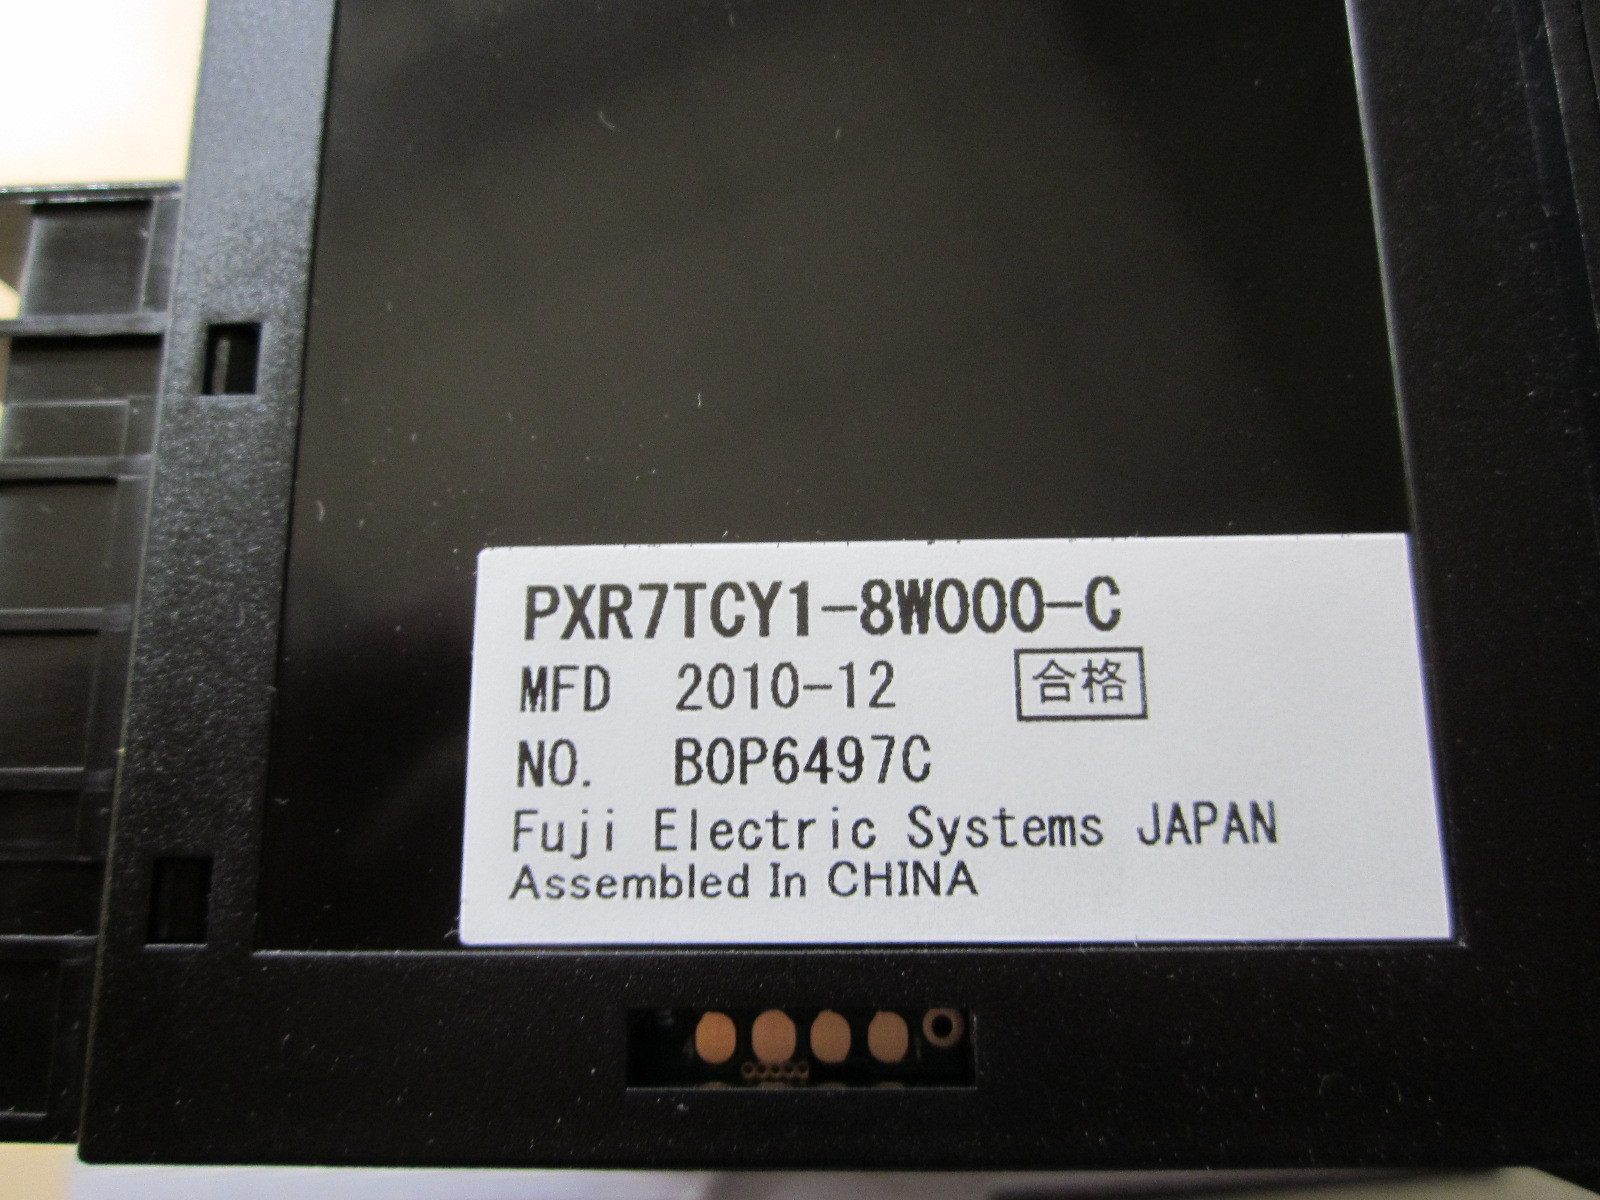 PXR7TCY1-8W000-C
MFD 2010-12 合格
NO. B0P6497C
Fuji Electric Systems JAPAN
Assembled In CHINA